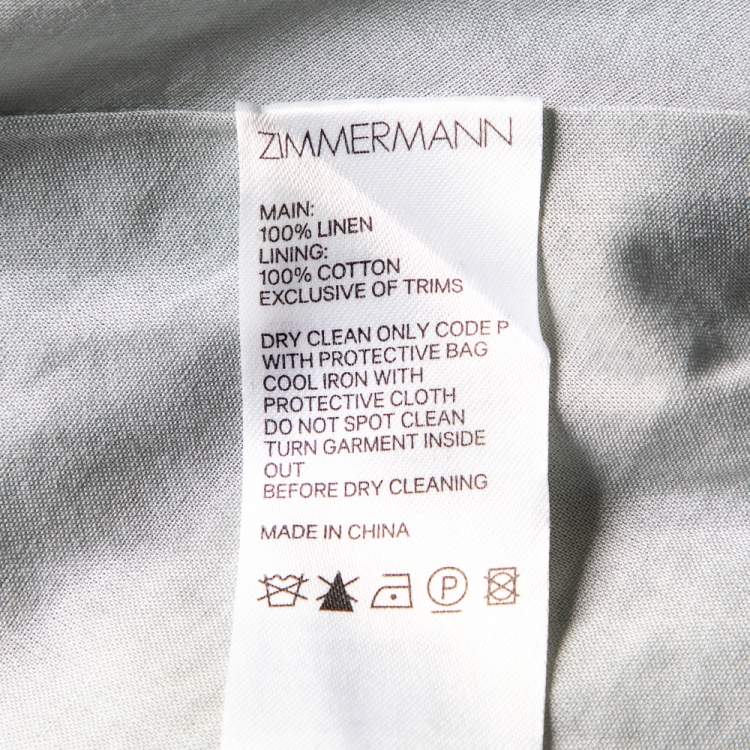 ZIMMERMANN
MAIN:
100% LINEN
LINING:
100% COTTON
EXCLUSIVE OF TRIMS
DRY CLEAN ONLY CODE P
WITH PROTECTIVE BAG
COOL IRON WITH
PROTECTIVE CLOTH
DO NOT SPOT CLEAN
TURN GARMENT INSIDE
OUT
BEFORE DRY CLEANING
MADE IN CHINA
P